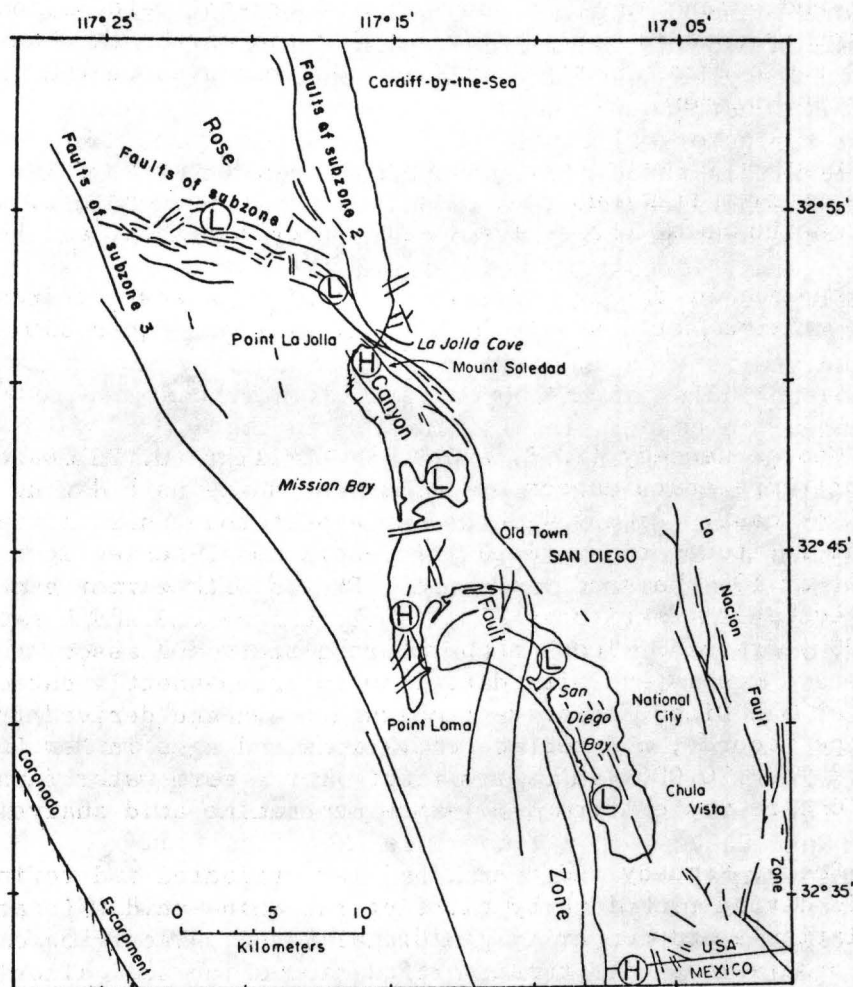 117° 25'
117° 15'
117° 05'
Cardiff-by-the-Sea
Faults of subzone 2
Rose
Faults of subzone 1
Faults of subzone 3
L
32° 55'
L
La Jolla Cove
Point La Jolla
H
Mount Soledad
Canyon
Mission Bay
L
Old Town
SAN DIEGO
32° 45'
La
Nacion
Fault
Zone
H
Fault
L
San
Diego
Bay
National
City
Point Loma
L
Chula
Vista
Coronado
Escarpment
0
10
Kilometers
Zone
32° 35'
USA
H
MEXICO